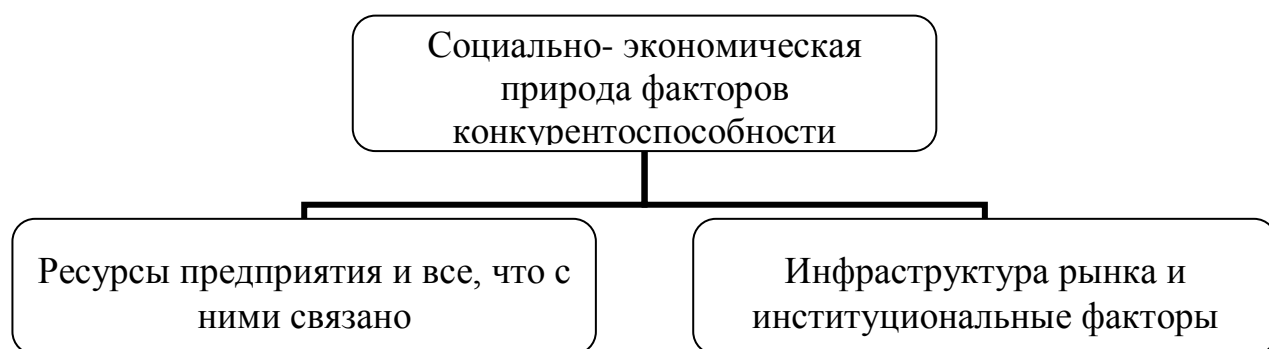 Социально- экономическая
природа факторов
конкурентоспособности
Ресурсы предприятия и все, что с
ними связано
Инфраструктура рынка и
институциональные факторы